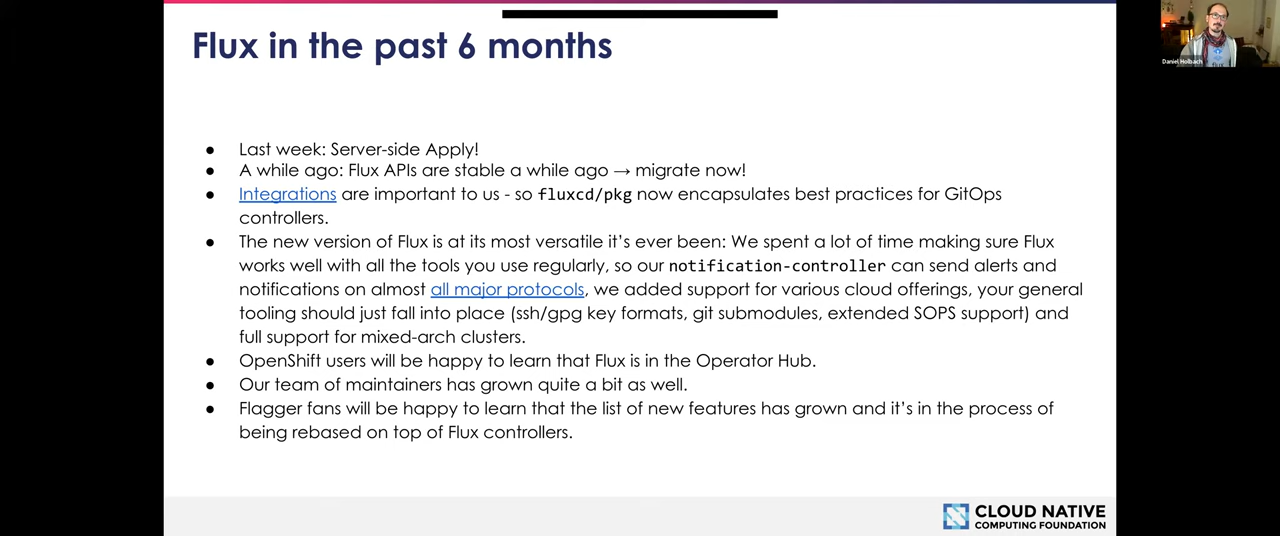 Flux in the past 6 months
Daniel Holbach
● Last week: Server-side Apply!
● A while ago: Flux APIs are stable a while ago → migrate now!
● Integrations are important to us - so fluxcd/pkg now encapsulates best practices for GitOps
controllers.
● The new version of Flux is at its most versatile it's ever been: We spent a lot of time making sure Flux
works well with all the tools you use regularly, so our notification-controller can send alerts and
notifications on almost all major protocols, we added support for various cloud offerings, your general
tooling should just fall into place (ssh/gpg key formats, git submodules, extended SOPS support) and
full support for mixed-arch clusters.
● OpenShift users will be happy to learn that Flux is in the Operator Hub.
● Our team of maintainers has grown quite a bit as well.
● Flagger fans will be happy to learn that the list of new features has grown and it's in the process of
being rebased on top of Flux controllers.
CLOUD NATIVE
COMPUTING FOUNDATION